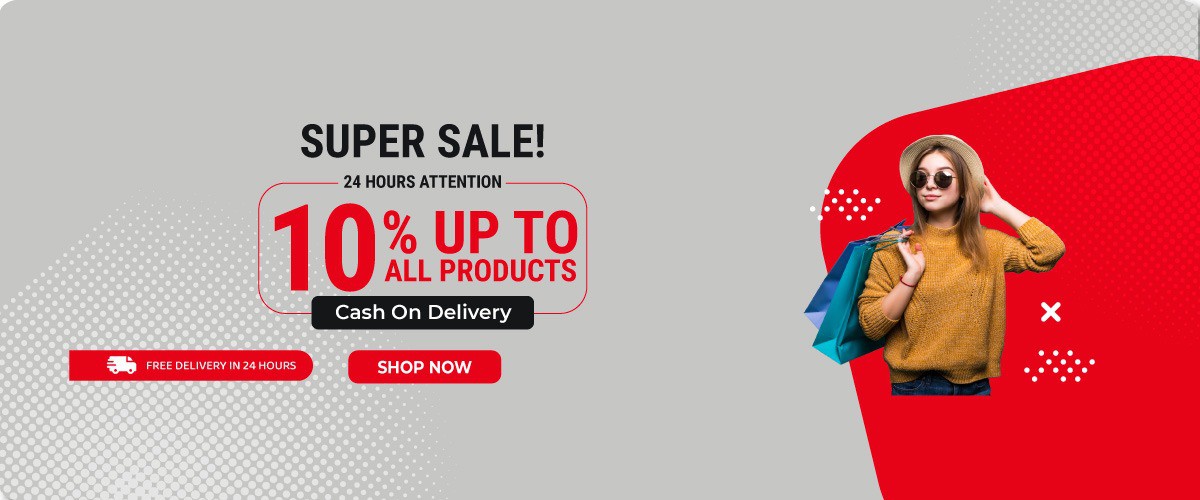 SUPER SALE!
24 HOURS ATTENTION
10% UP TO
ALL PRODUCTS
Cash On Delivery
FREE DELIVERY IN 24 HOURS
SHOP NOW